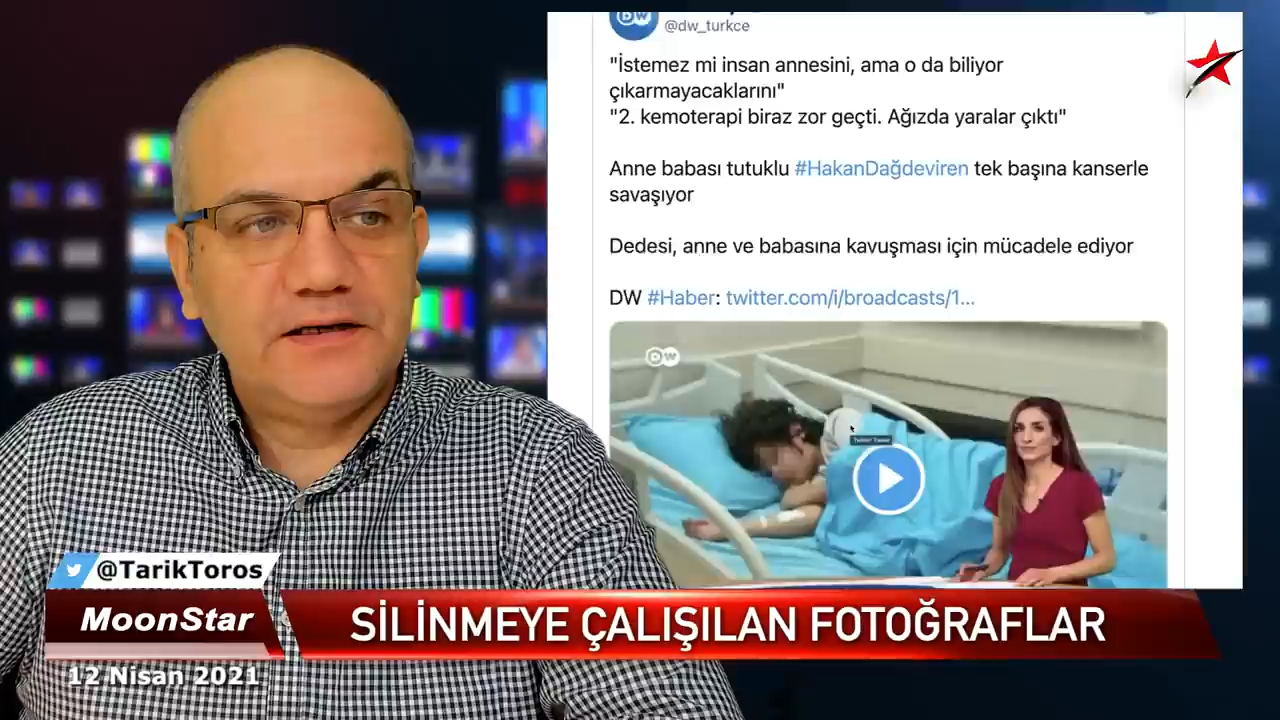 DW
@dw_turkce
"İstemez mi insan annesini, ama o da biliyor
çıkarmayacaklarını"
"2. kemoterapi biraz zor geçti. Ağızda yaralar çıktı"
Anne babası tutuklu #HakanDağdeviren tek başına kanserle
savaşıyor
Dedesi, anne ve babasına kavuşması için mücadele ediyor
DW #Haber: twitter.com/i/broadcasts/1...
DW
@TarikToros
MoonStar
SİLİNMEYE ÇALIŞILAN FOTOĞRAFLAR
12 Nisan 2021